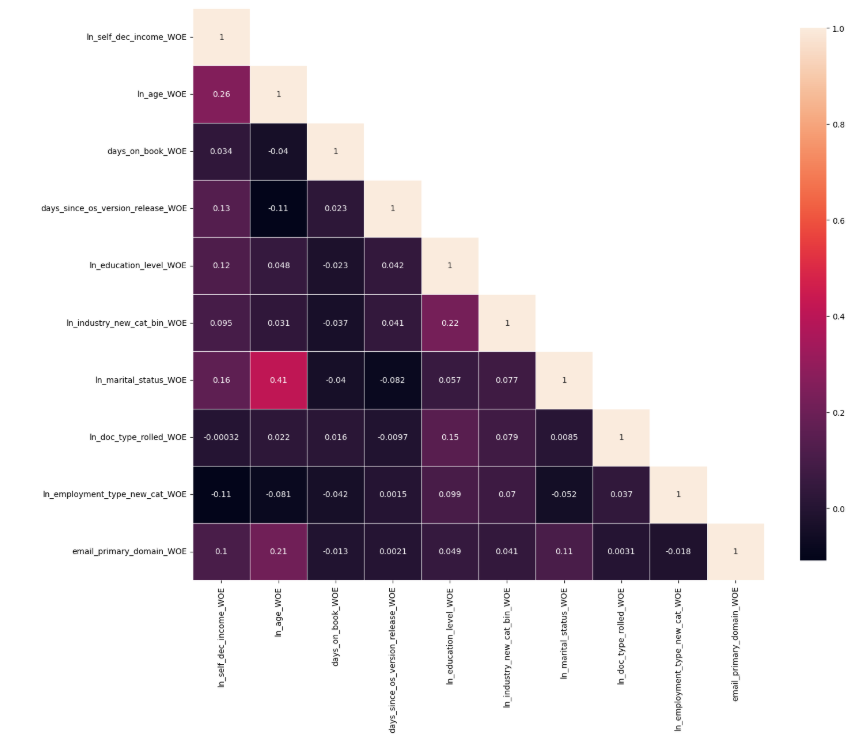 ln_self_dec_income_WOE 1 1.0
ln_age_WOE 0.26 1 0.8
days_on_book_WOE 0.034 -0.04 1
days_since_os_version_release_WOE 0.13 -0.11 0.023 1 0.6
ln_education_level_WOE 0.12 0.048 -0.023 0.042 1
ln_industry_new_cat_bin_WOE 0.095 0.031 -0.037 0.041 0.22 1 0.4
ln_marital_status_WOE 0.16 0.41 -0.04 -0.082 0.057 0.077 1
ln_doc_type_rolled_WOE -0.00032 0.022 0.016 -0.0097 0.15 0.079 0.0085 1 0.2
ln_employment_type_new_cat_WOE -0.11 -0.081 -0.042 0.0015 0.099 0.07 -0.052 0.037 1 0.0
email_primary_domain_WOE 0.1 0.21 -0.013 0.0021 0.049 0.041 0.11 0.0031 -0.018 1
ln_self_dec_income_WOE
ln_age_WOE
days_on_book_WOE
days_since_os_version_release_WOE
ln_education_level_WOE
ln_industry_new_cat_bin_WOE
ln_marital_status_WOE
ln_doc_type_rolled_WOE
ln_employment_type_new_cat_WOE
email_primary_domain_WOE